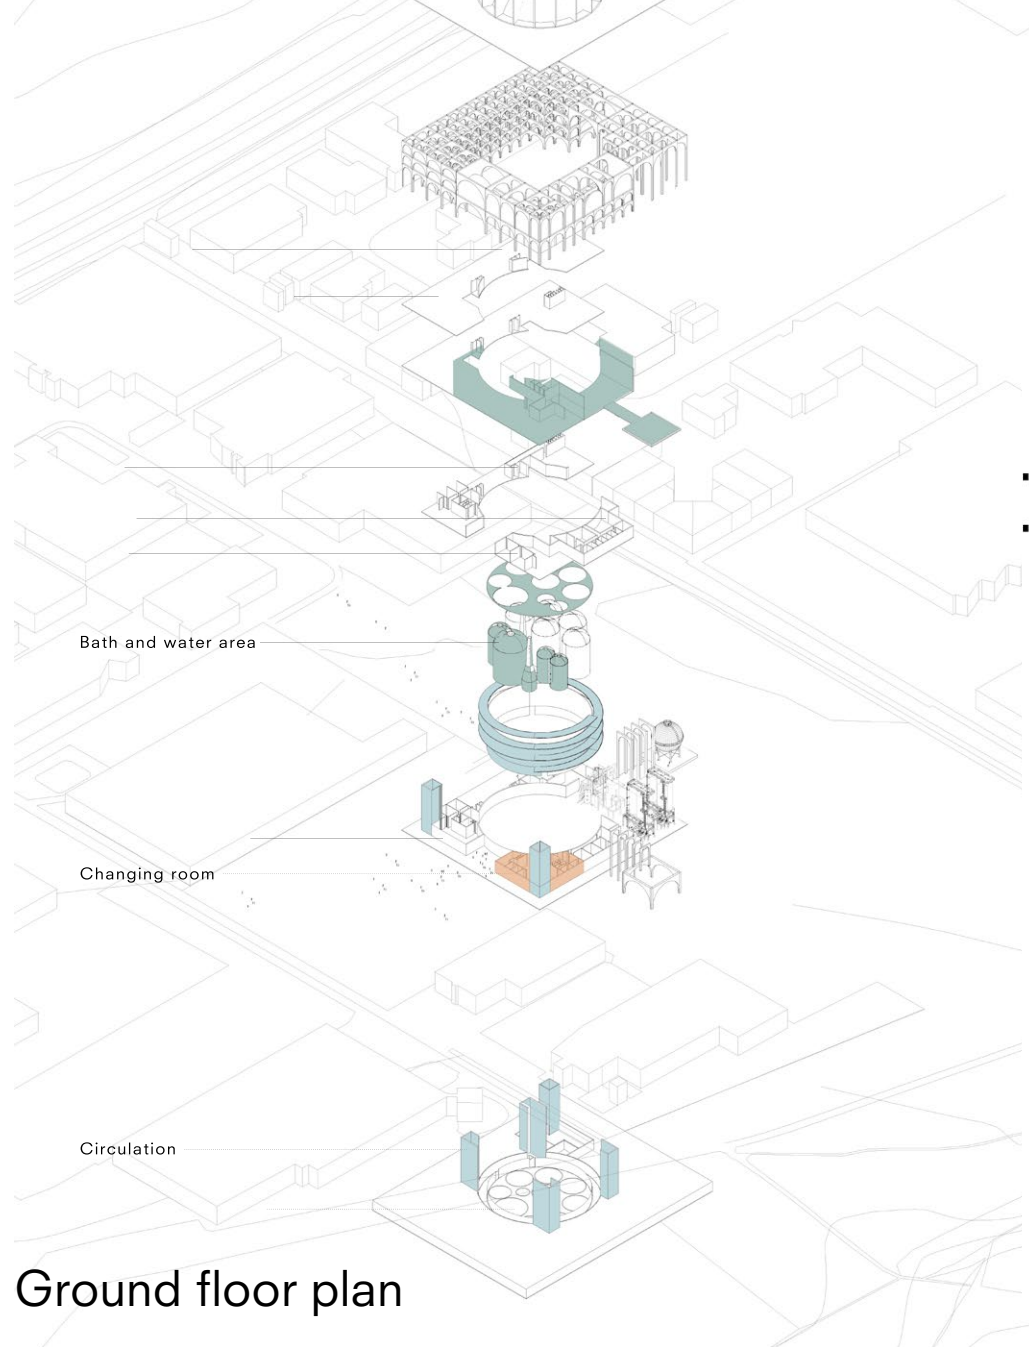 Bath and water area
Changing room
Circulation
Ground floor plan